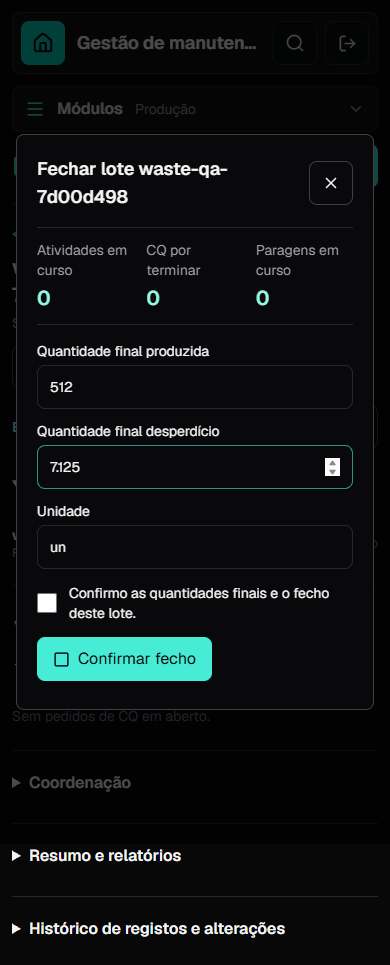 Gestão de manuten...
Módulos Produção
Fechar lote waste-qa-
7d00d498
Atividades em
curso
0
CQ por
terminar
0
Paragens em
curso
0
Quantidade final produzida
512
Quantidade final desperdício
7.125
Unidade
un
Confirmo as quantidades finais e o fecho
deste lote.
Confirmar fecho
Sem pedidos de CQ em aberto.
Coordenação
Resumo e relatórios
Histórico de registos e alterações